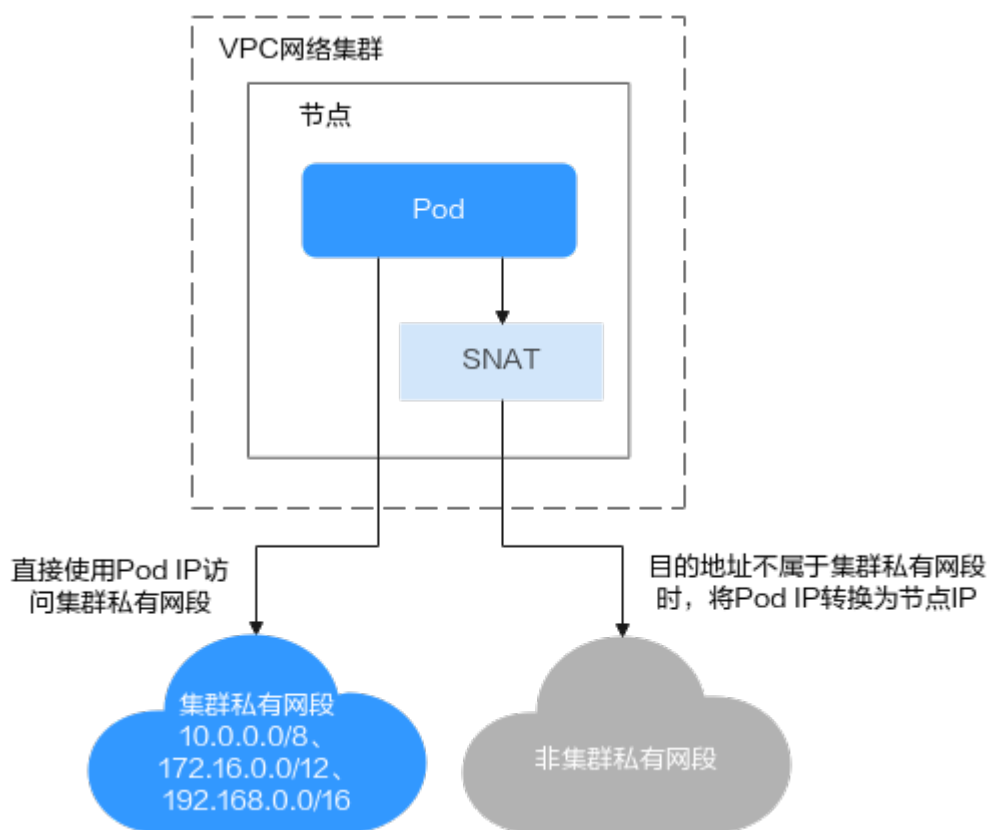 VPC网络集群
节点
Pod
SNAT
直接使用Pod IP访
问集群私有网段
目的地址不属于集群私有网段
时，将Pod IP转换为节点IP
集群私有网段
10.0.0.0/8、
172.16.0.0/12、
192.168.0.0/16
非集群私有网段